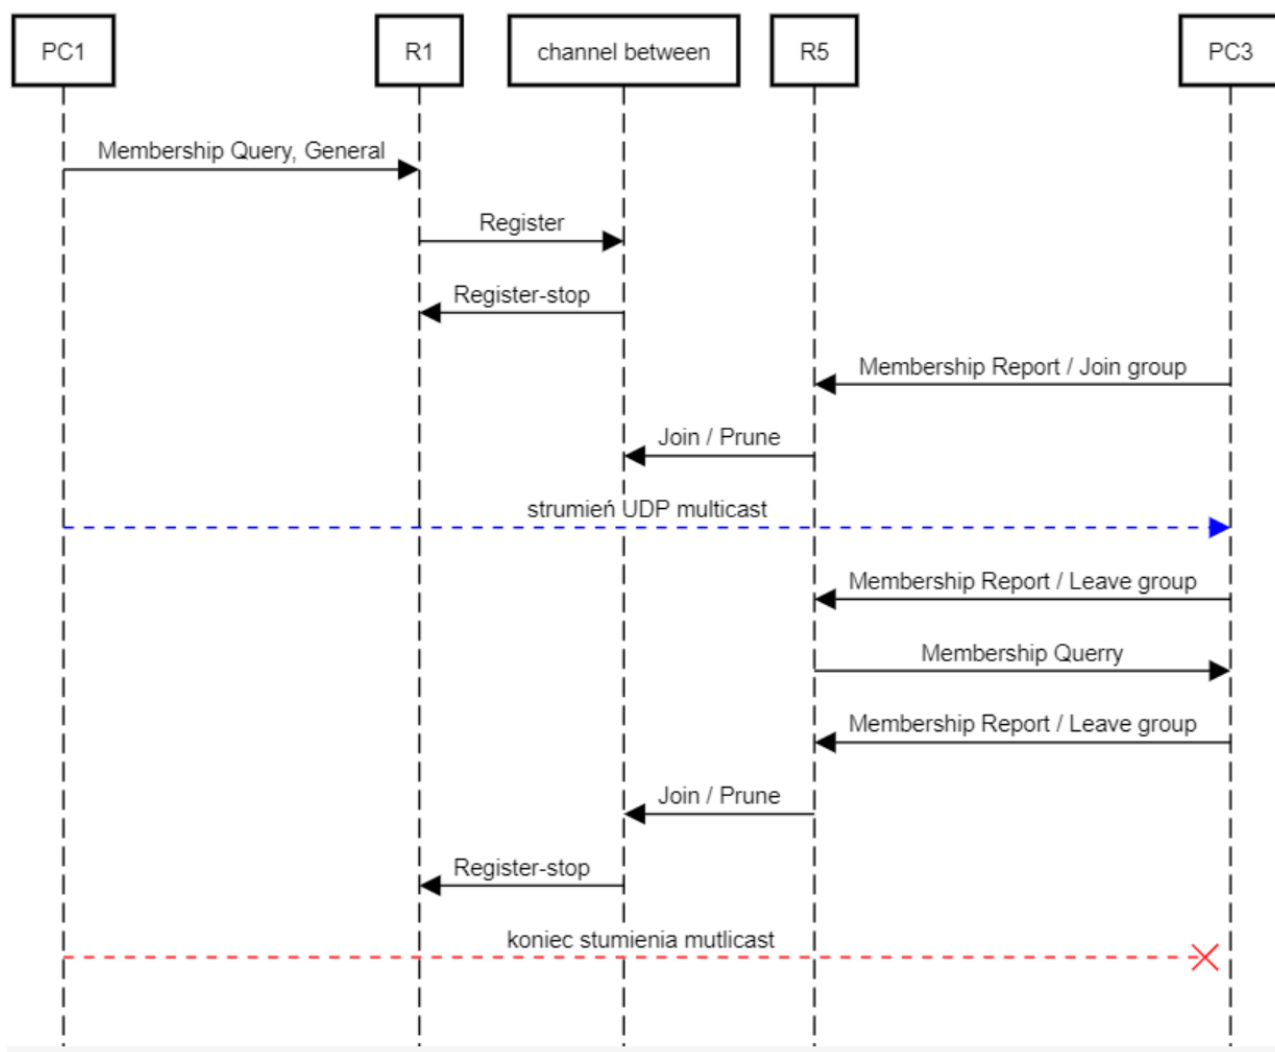 PC1
R1
channel between
R5
PC3
Membership Query, General
Register
Register-stop
Membership Report / Join group
Join / Prune
strumień UDP multicast
Membership Report / Leave group
Membership Querry
Membership Report / Leave group
Join / Prune
Register-stop
koniec stumienia mutlicast